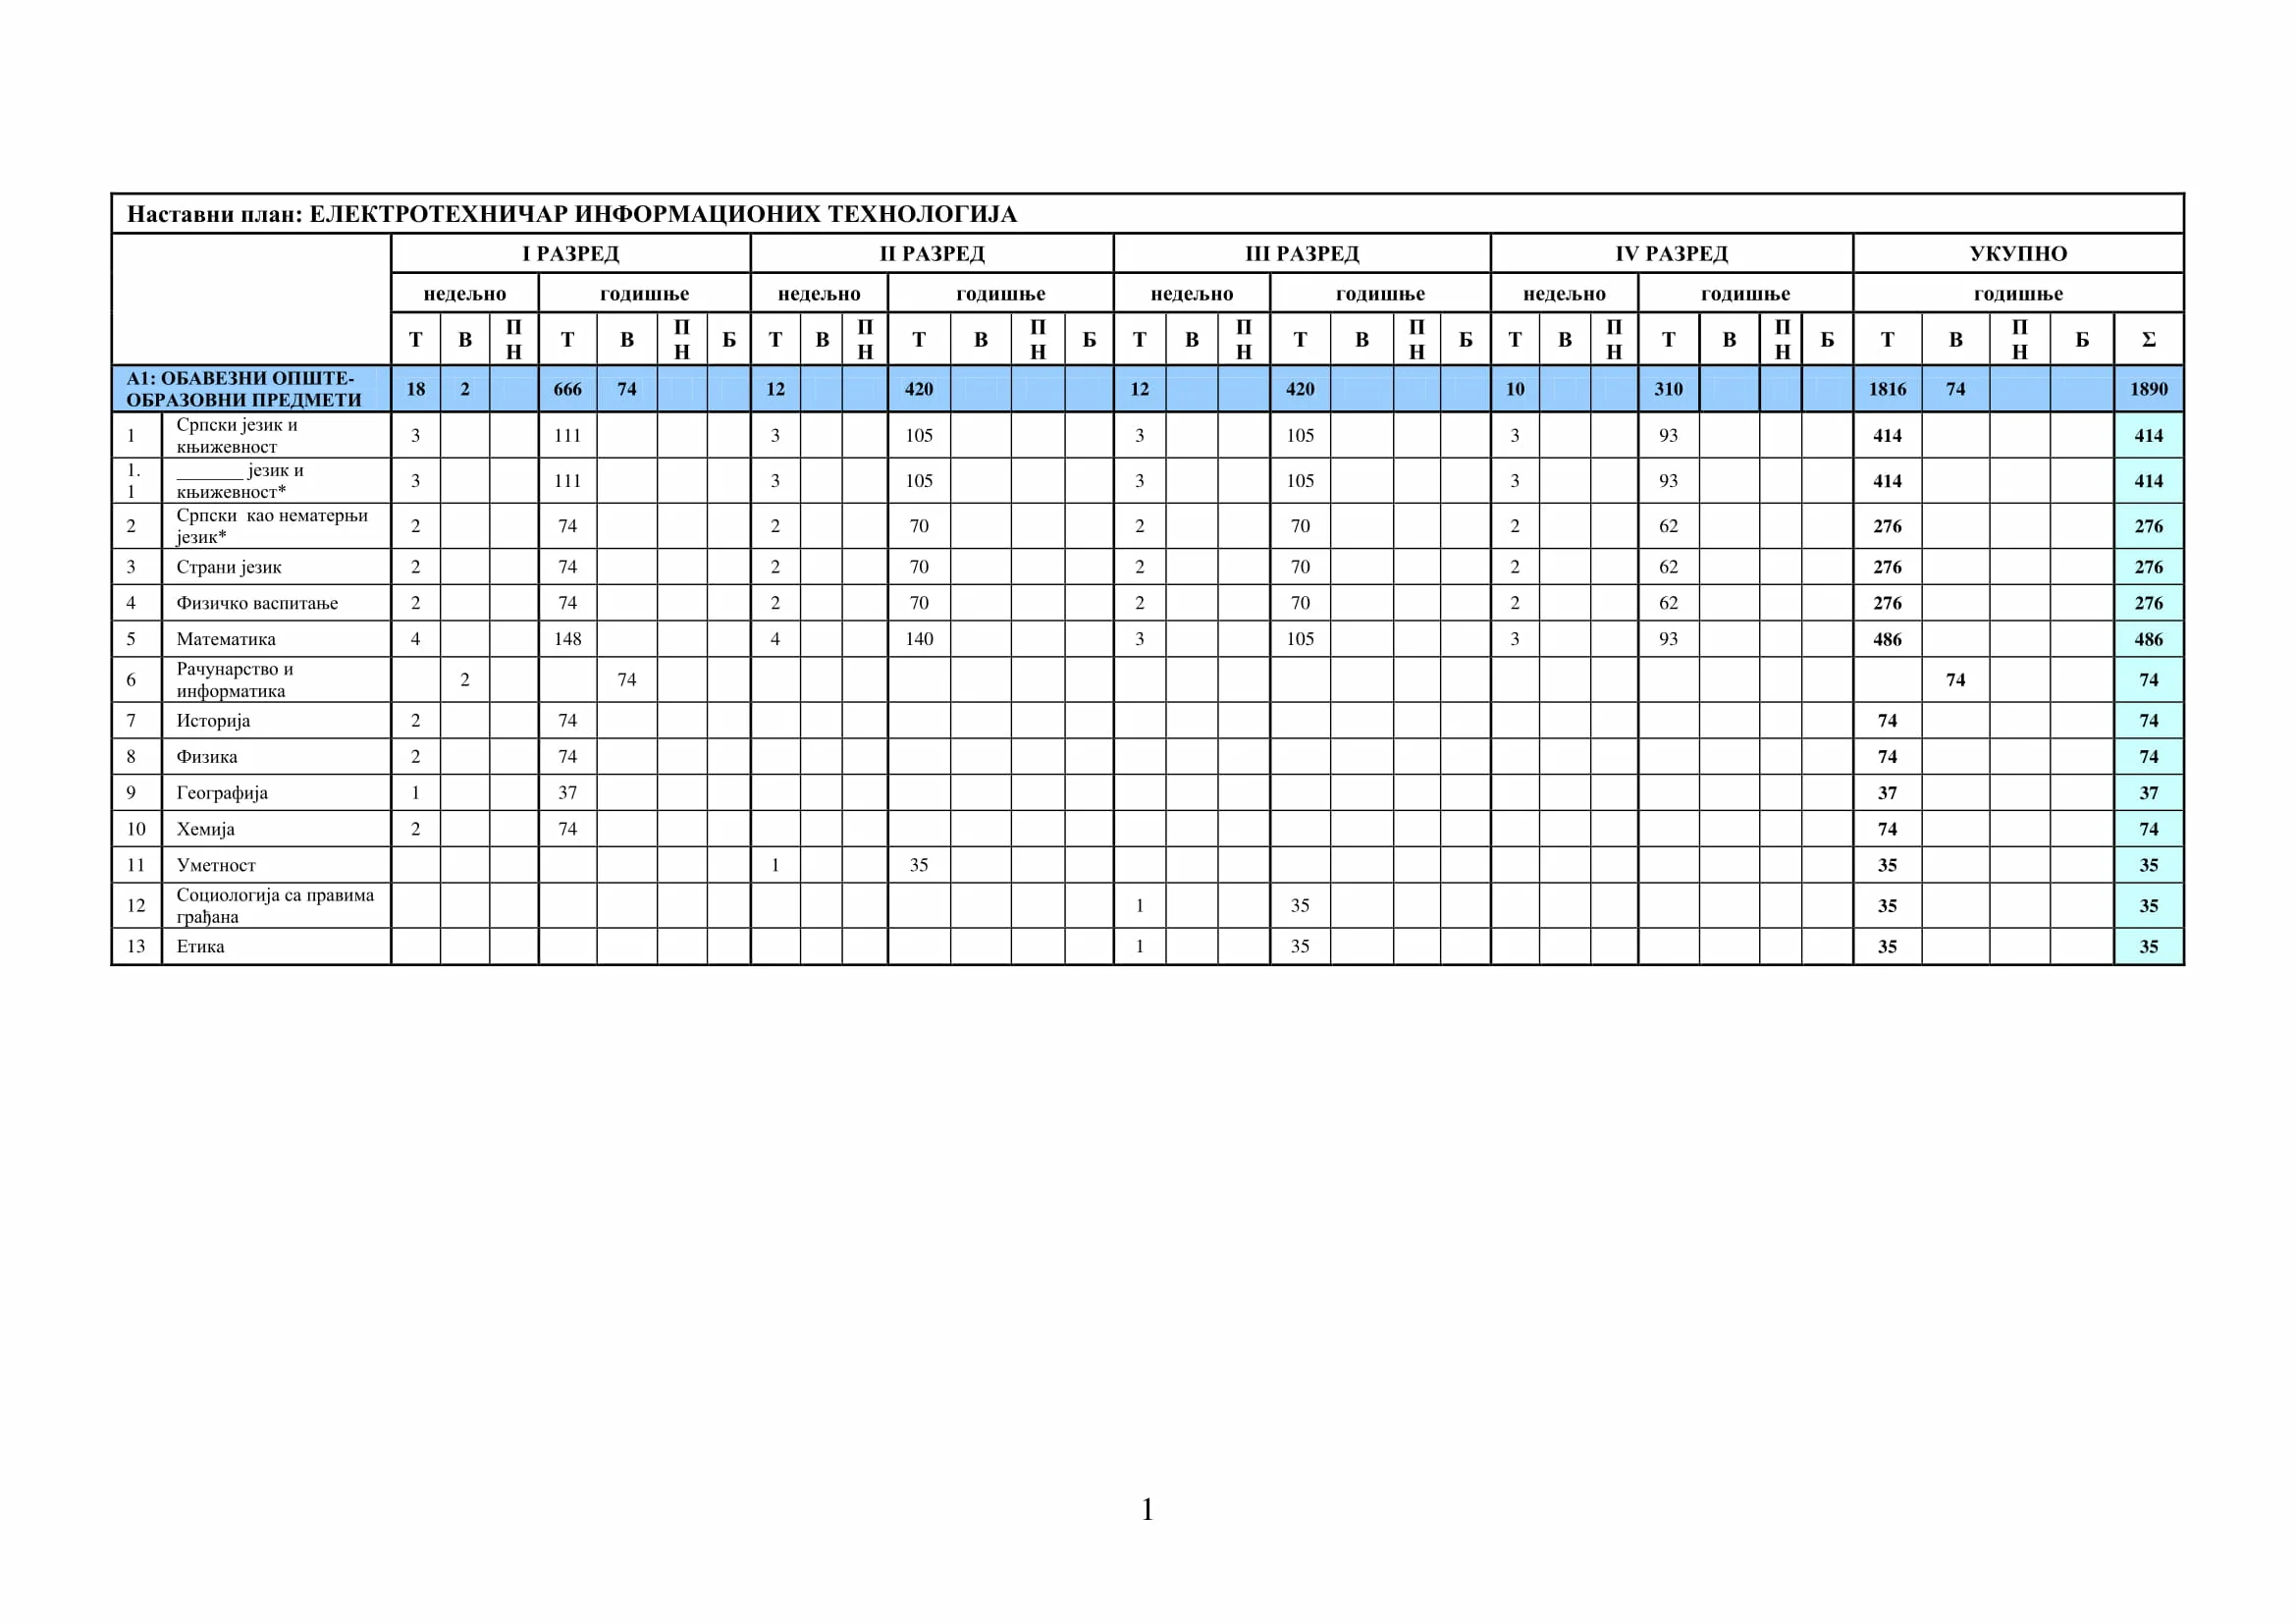 Наставни план: ЕЛЕКТРОТЕХНИЧАР ИНФОРМАЦИОНИХ ТЕХНОЛОГИЈА
I РАЗРЕД II РАЗРЕД III РАЗРЕД IV РАЗРЕД УКУПНО
недељно годишње недељно годишње недељно годишње недељно годишње годишње
Т В ПН Т В ПН Б Т В ПН Т В ПН Б Т В ПН Т В ПН Б Т В ПН Т В ПН Б Т В ПН Б Σ
А1: ОБАВЕЗНИ ОПШТЕ-
ОБРАЗОВНИ ПРЕДМЕТИ 18 2 666 74 12 420 12 420 10 310 1816 74 1890
1 Српски језик и
књижевност 3 111 3 105 3 105 3 93 414 414
1.
1 _______ језик и
књижевност* 3 111 3 105 3 105 3 93 414 414
2 Српски као нематерњи
језик* 2 74 2 70 2 70 2 62 276 276
3 Страни језик 2 74 2 70 2 70 2 62 276 276
4 Физичко васпитање 2 74 2 70 2 70 2 62 276 276
5 Математика 4 148 4 140 3 105 3 93 486 486
6 Рачунарство и
информатика 2 74 74 74
7 Историја 2 74 74 74
8 Физика 2 74 74 74
9 Географија 1 37 37 37
10 Хемија 2 74 74 74
11 Уметност 1 35 35 35
12 Социологија са правима
грађана 1 35 35 35
13 Етика 1 35 35 35
1